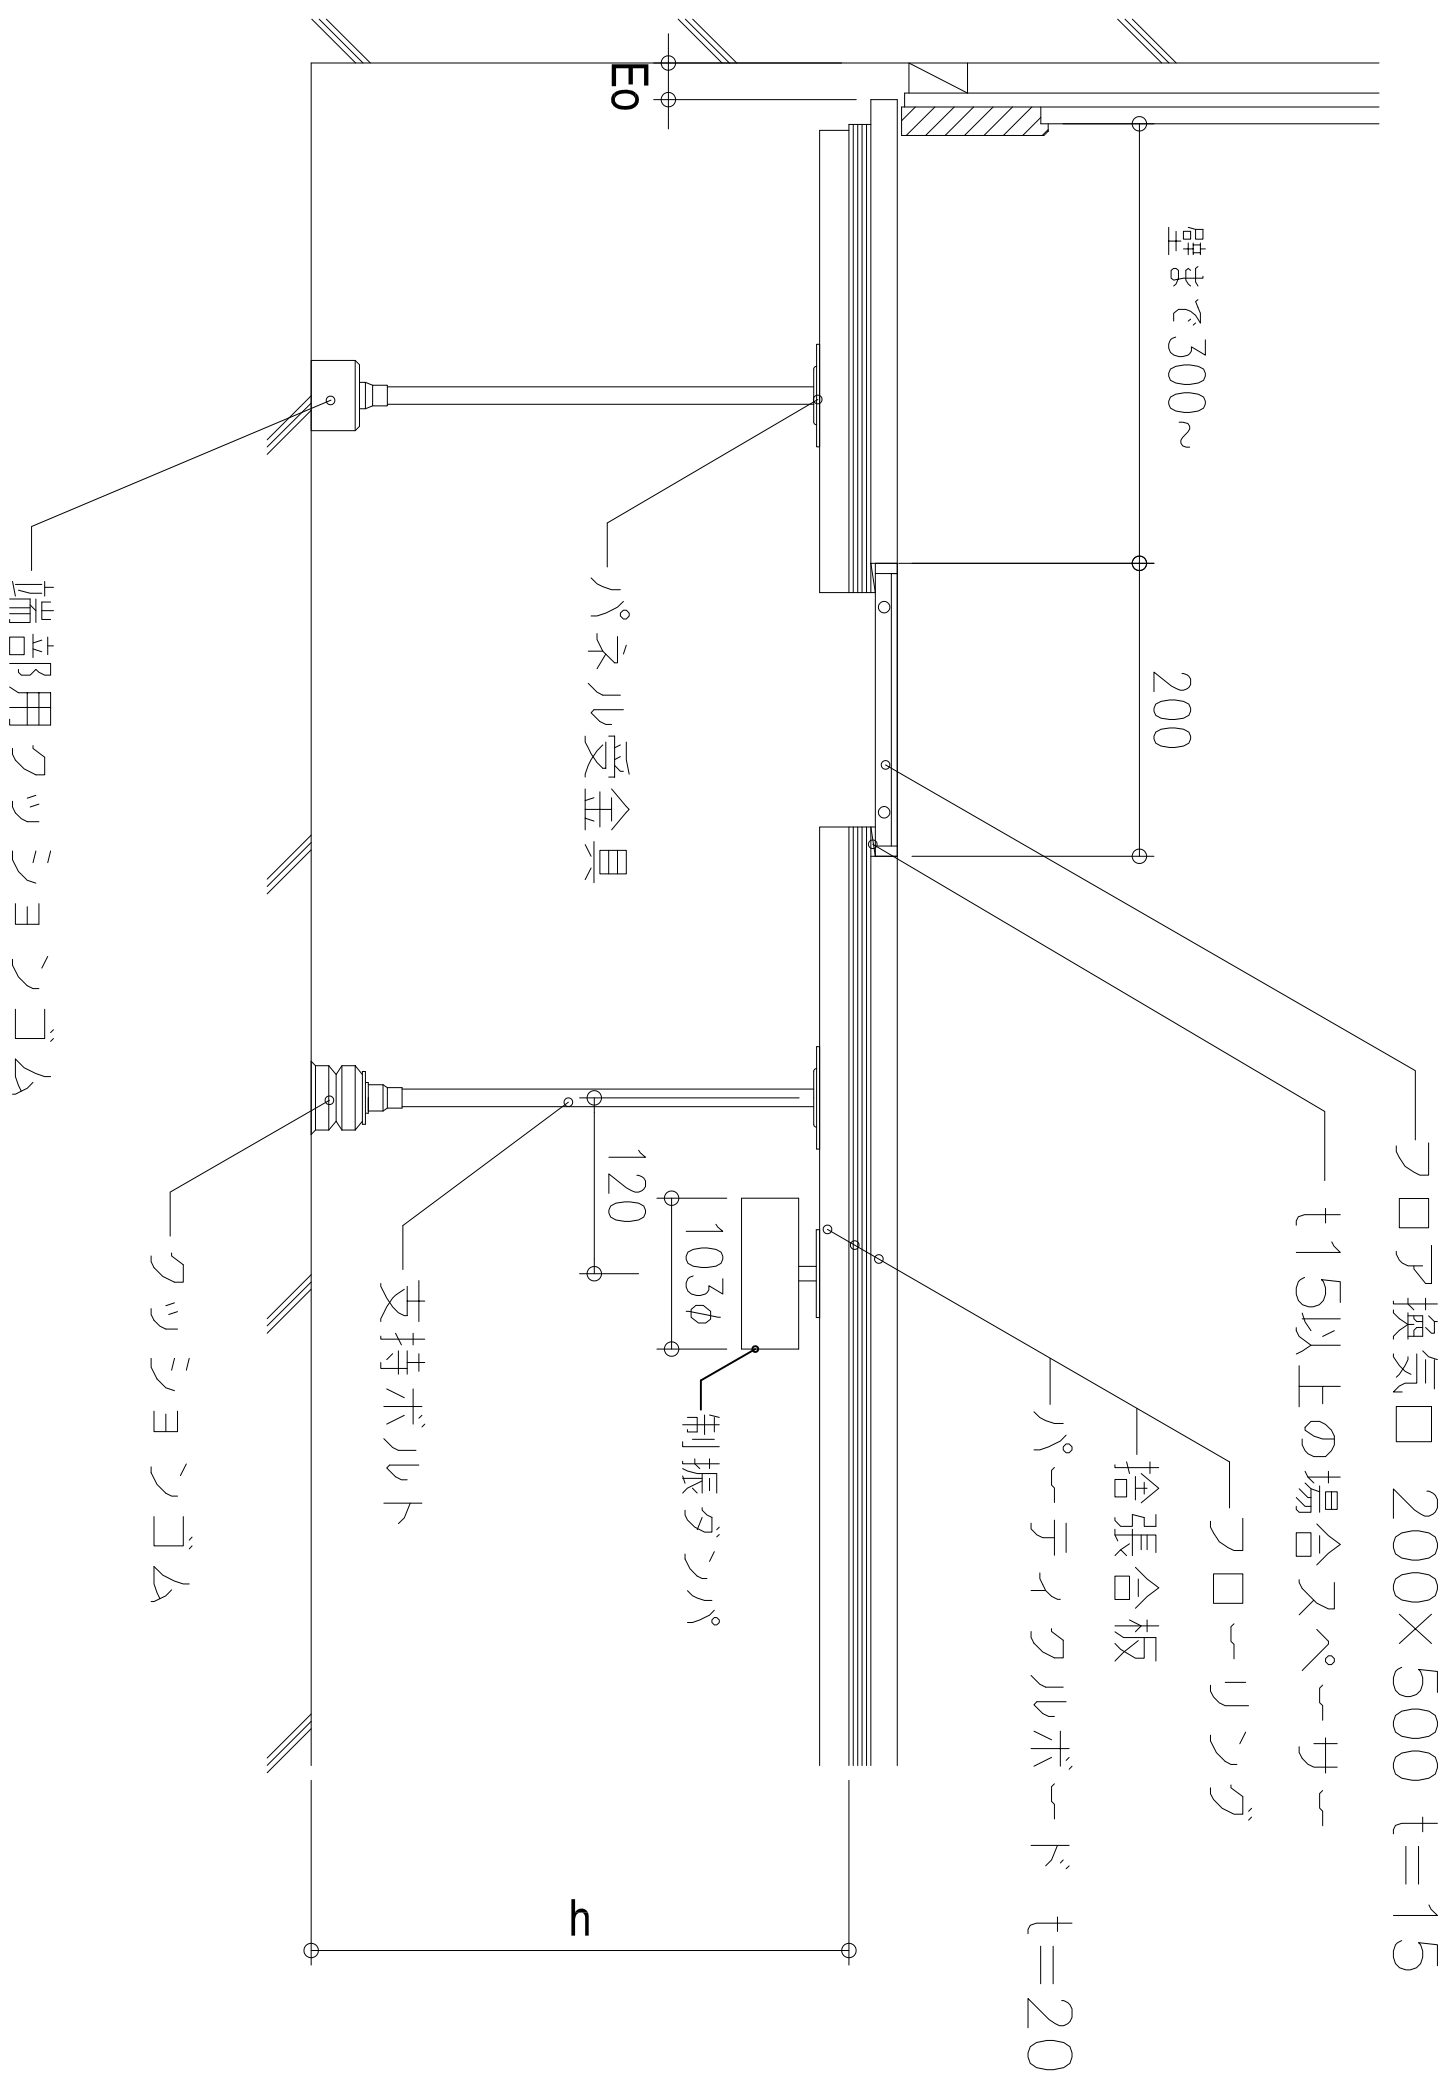 フロア換気口 200×500 t=15
t15以上の場合スペーサー
フローリング
捨張合板
パーティクルボード t=20
壁まで300~
200
Eo
パネル受金具
120
103φ
制振ダンパ
支持ボルト
h
クッションゴム
端部用クッションゴム